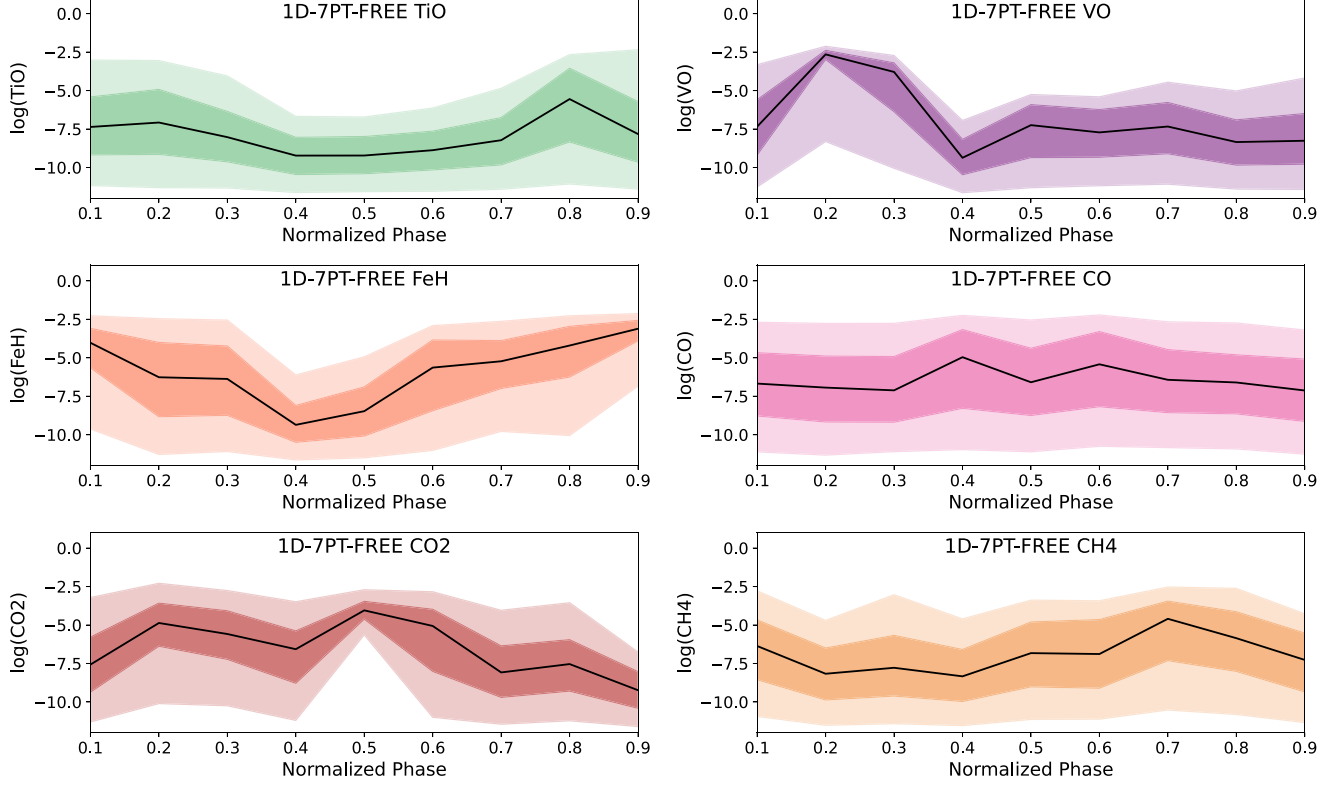 1D-7PT-FREE TiO
log(TiO)
0.0
−2.5
−5.0
−7.5
−10.0
0.1 0.2 0.3 0.4 0.5 0.6 0.7 0.8 0.9
Normalized Phase
1D-7PT-FREE VO
log(VO)
0.0
−2.5
−5.0
−7.5
−10.0
0.1 0.2 0.3 0.4 0.5 0.6 0.7 0.8 0.9
Normalized Phase
1D-7PT-FREE FeH
log(FeH)
0.0
−2.5
−5.0
−7.5
−10.0
0.1 0.2 0.3 0.4 0.5 0.6 0.7 0.8 0.9
Normalized Phase
1D-7PT-FREE CO
log(CO)
0.0
−2.5
−5.0
−7.5
−10.0
0.1 0.2 0.3 0.4 0.5 0.6 0.7 0.8 0.9
Normalized Phase
1D-7PT-FREE CO2
log(CO2)
0.0
−2.5
−5.0
−7.5
−10.0
0.1 0.2 0.3 0.4 0.5 0.6 0.7 0.8 0.9
Normalized Phase
1D-7PT-FREE CH4
log(CH4)
0.0
−2.5
−5.0
−7.5
−10.0
0.1 0.2 0.3 0.4 0.5 0.6 0.7 0.8 0.9
Normalized Phase